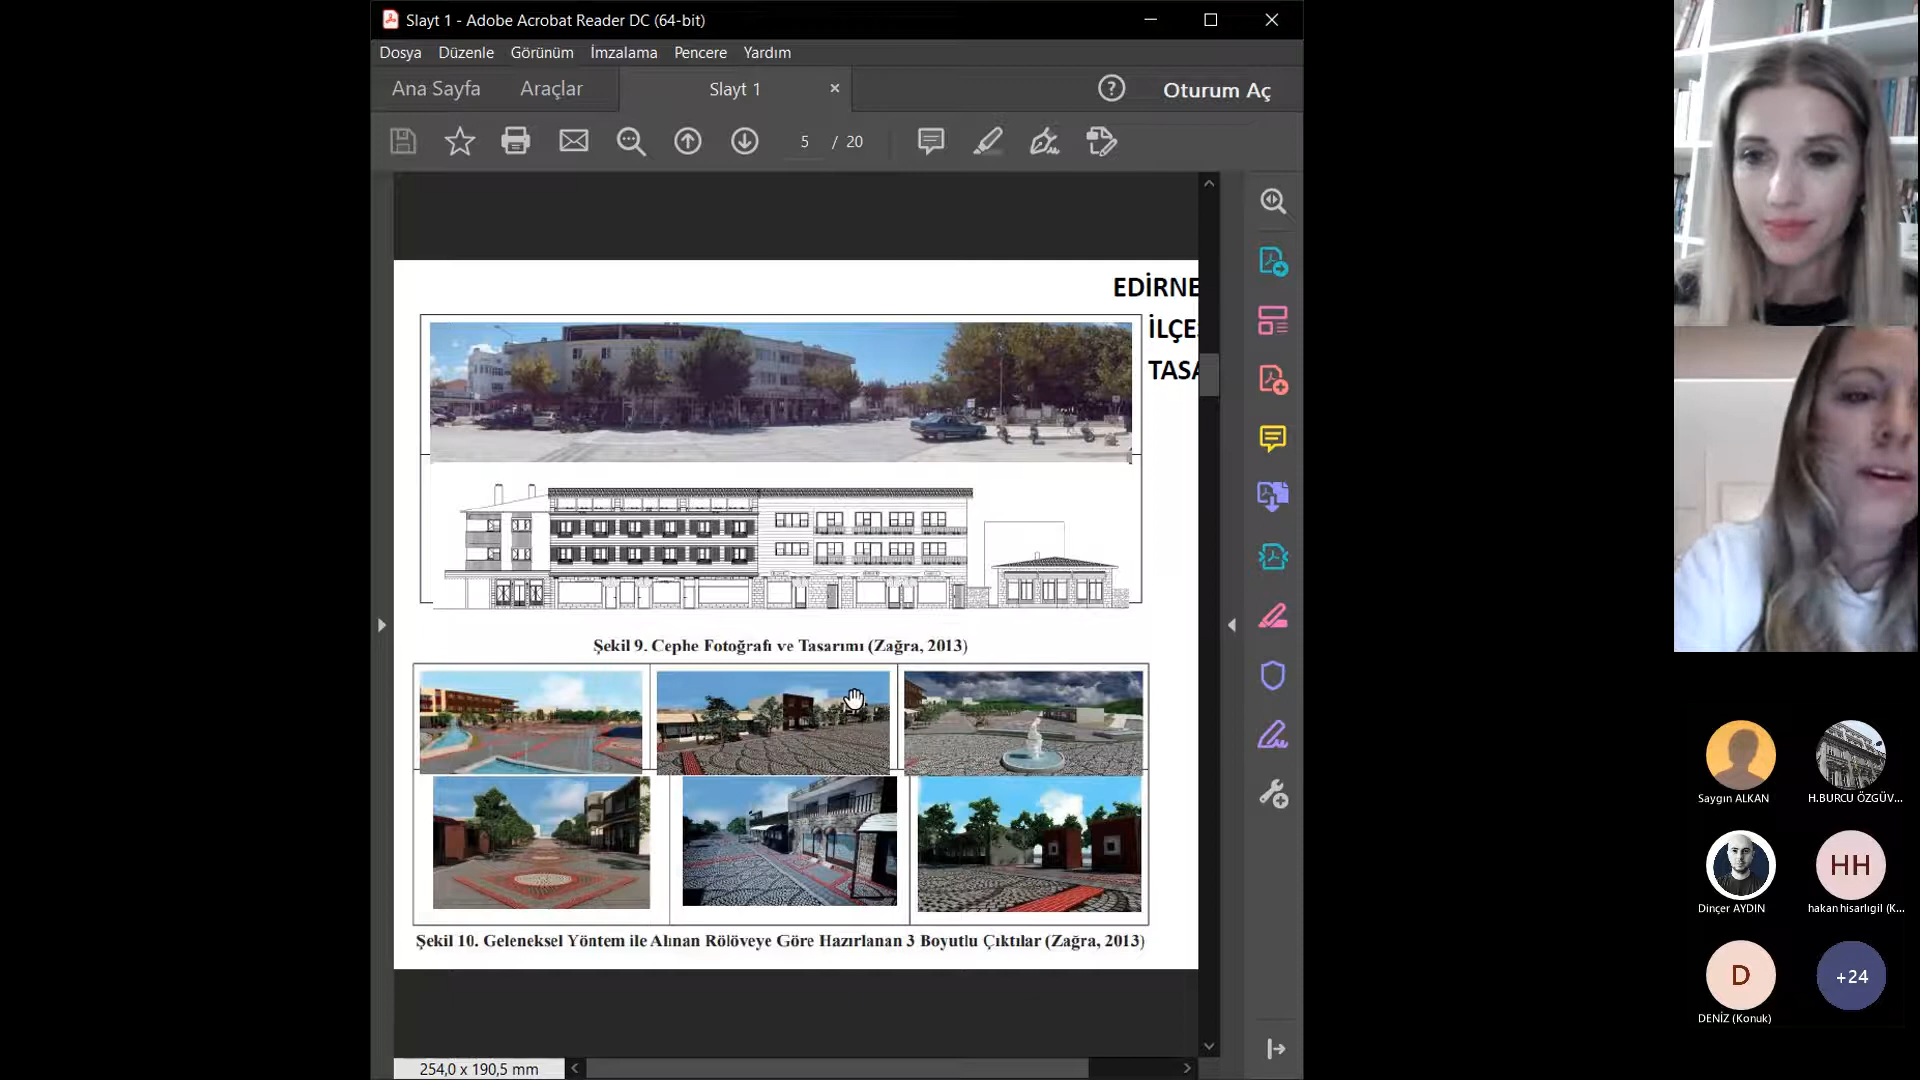 Slayt 1 - Adobe Acrobat Reader DC (64-bit)
Dosya Düzenle Görünüm İmzalama Pencere Yardım
Ana Sayfa Araçlar Slayt 1 Oturum Aç
5 / 20
EDİRNE
İLÇE
TASA
Şekil 9. Cephe Fotoğrafı ve Tasarımı (Zağra, 2013)
Şekil 10. Geleneksel Yöntem ile Alınan Rölöveye Göre Hazırlanan 3 Boyutlu Çıktılar (Zağra, 2013)
254,0 x 190,5 mm
Saygın ALKAN
H.BURCU ÖZGÜV...
Dinçer AYDIN
HH
hakan hisarlıgil (K...
D
DENİZ (Konuk)
+24